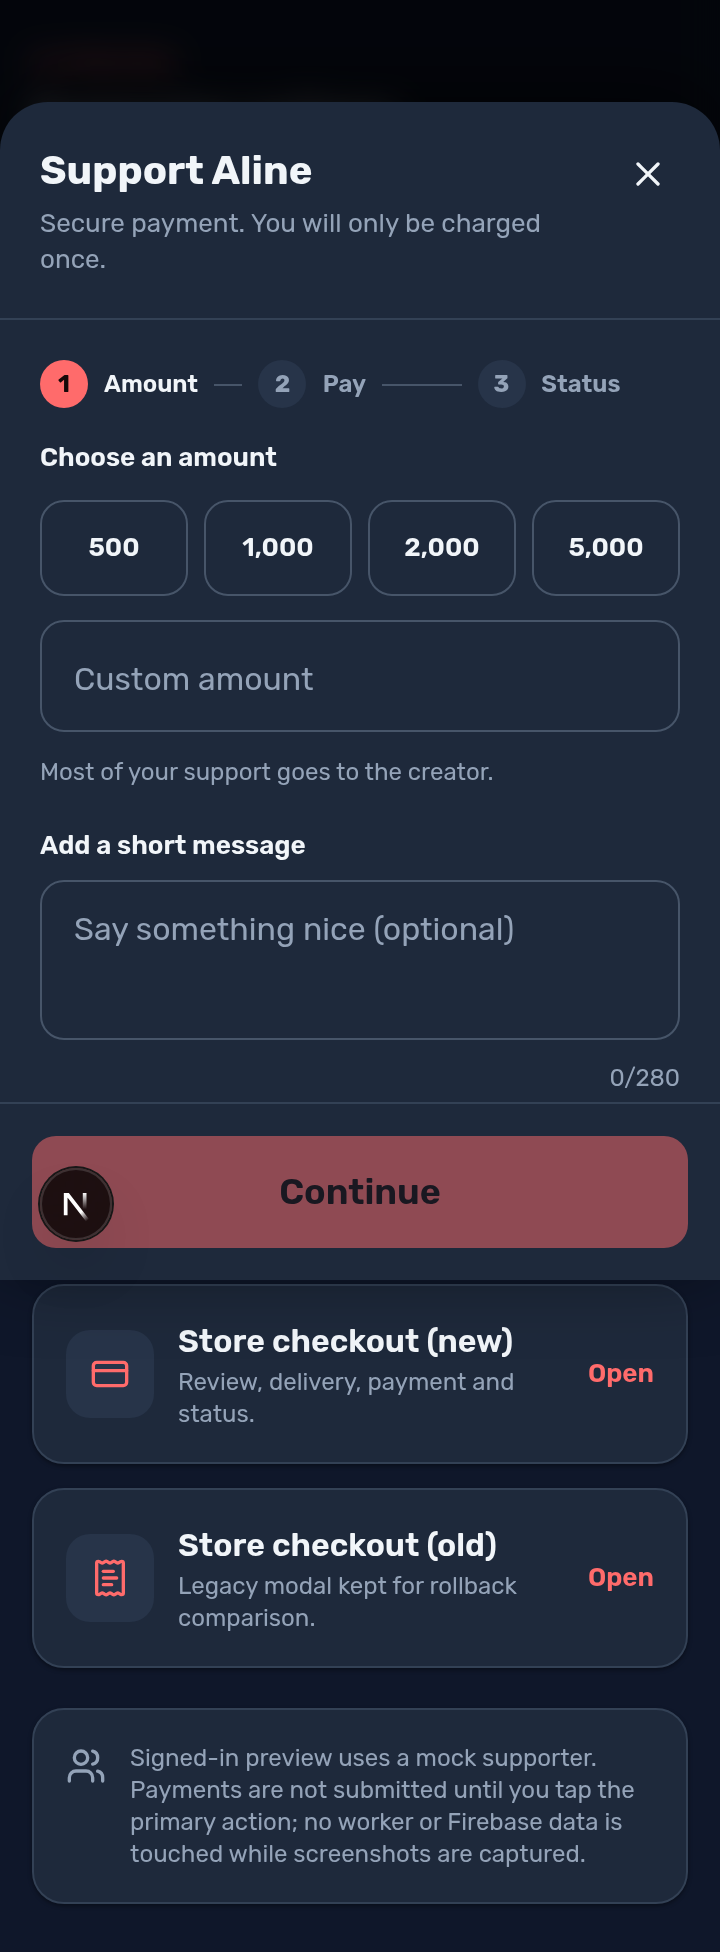 Support Aline
Secure payment. You will only be charged
once.
1 Amount 2 Pay 3 Status
Choose an amount
500 1,000 2,000 5,000
Custom amount
Most of your support goes to the creator.
Add a short message
Say something nice (optional)
0/280
N Continue
Store checkout (new)
Review, delivery, payment and
status.
Open
Store checkout (old)
Legacy modal kept for rollback
comparison.
Open
Signed-in preview uses a mock supporter.
Payments are not submitted until you tap the
primary action; no worker or Firebase data is
touched while screenshots are captured.